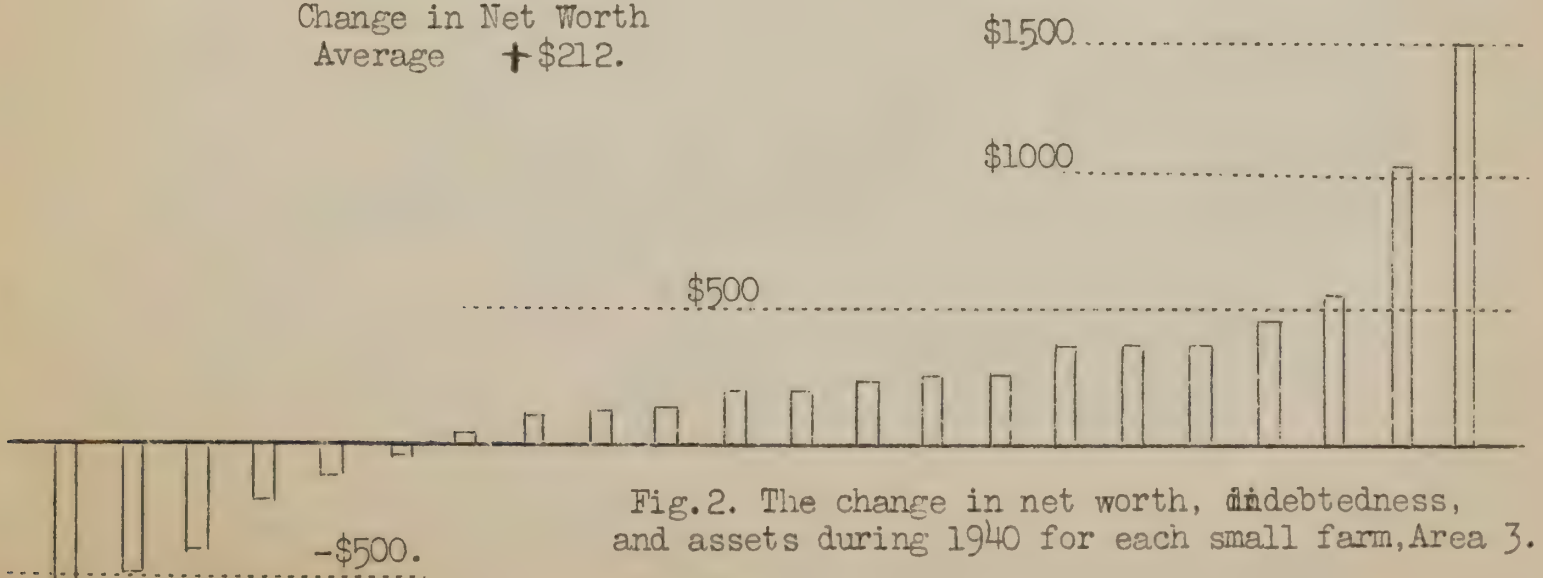 Change in Net Worth
Average +$212.
$1500
$1000
$500
-$500.
Fig.2. The change in net worth, indebtedness,
and assets during 1940 for each small farm,Area 3.